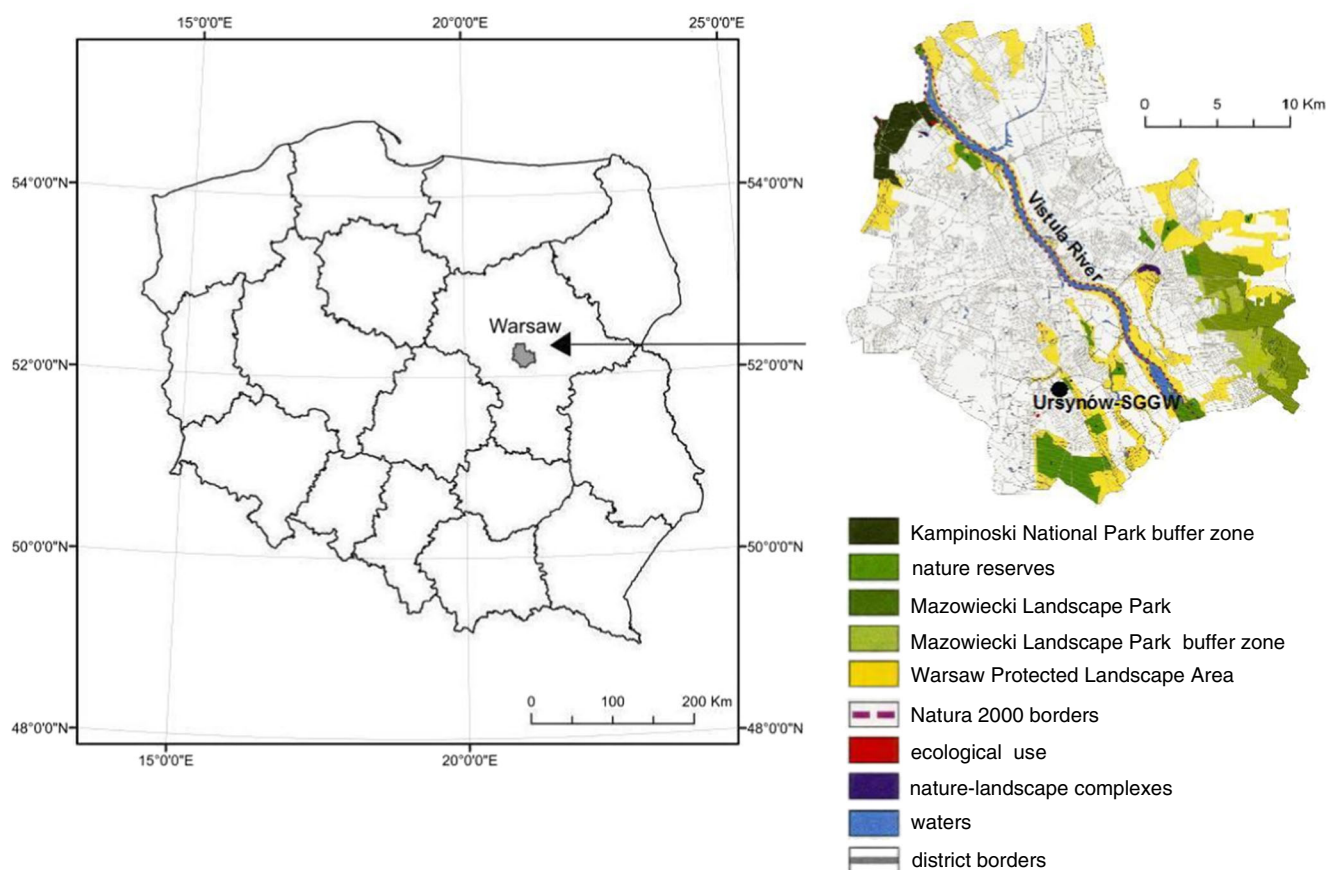 15°0'0"E 20°0'0"E 25°0'0"E
54°0'0"N 54°0'0"N
Warsaw
52°0'0"N 52°0'0"N
50°0'0"N 50°0'0"N
0 100 200 Km
48°0'0"N 48°0'0"N
15°0'0"E 20°0'0"E
0 5 10 Km
Vistula River
Ursynów-SGGW
Kampinoski National Park buffer zone
nature reserves
Mazowiecki Landscape Park
Mazowiecki Landscape Park buffer zone
Warsaw Protected Landscape Area
Natura 2000 borders
ecological use
nature-landscape complexes
waters
district borders